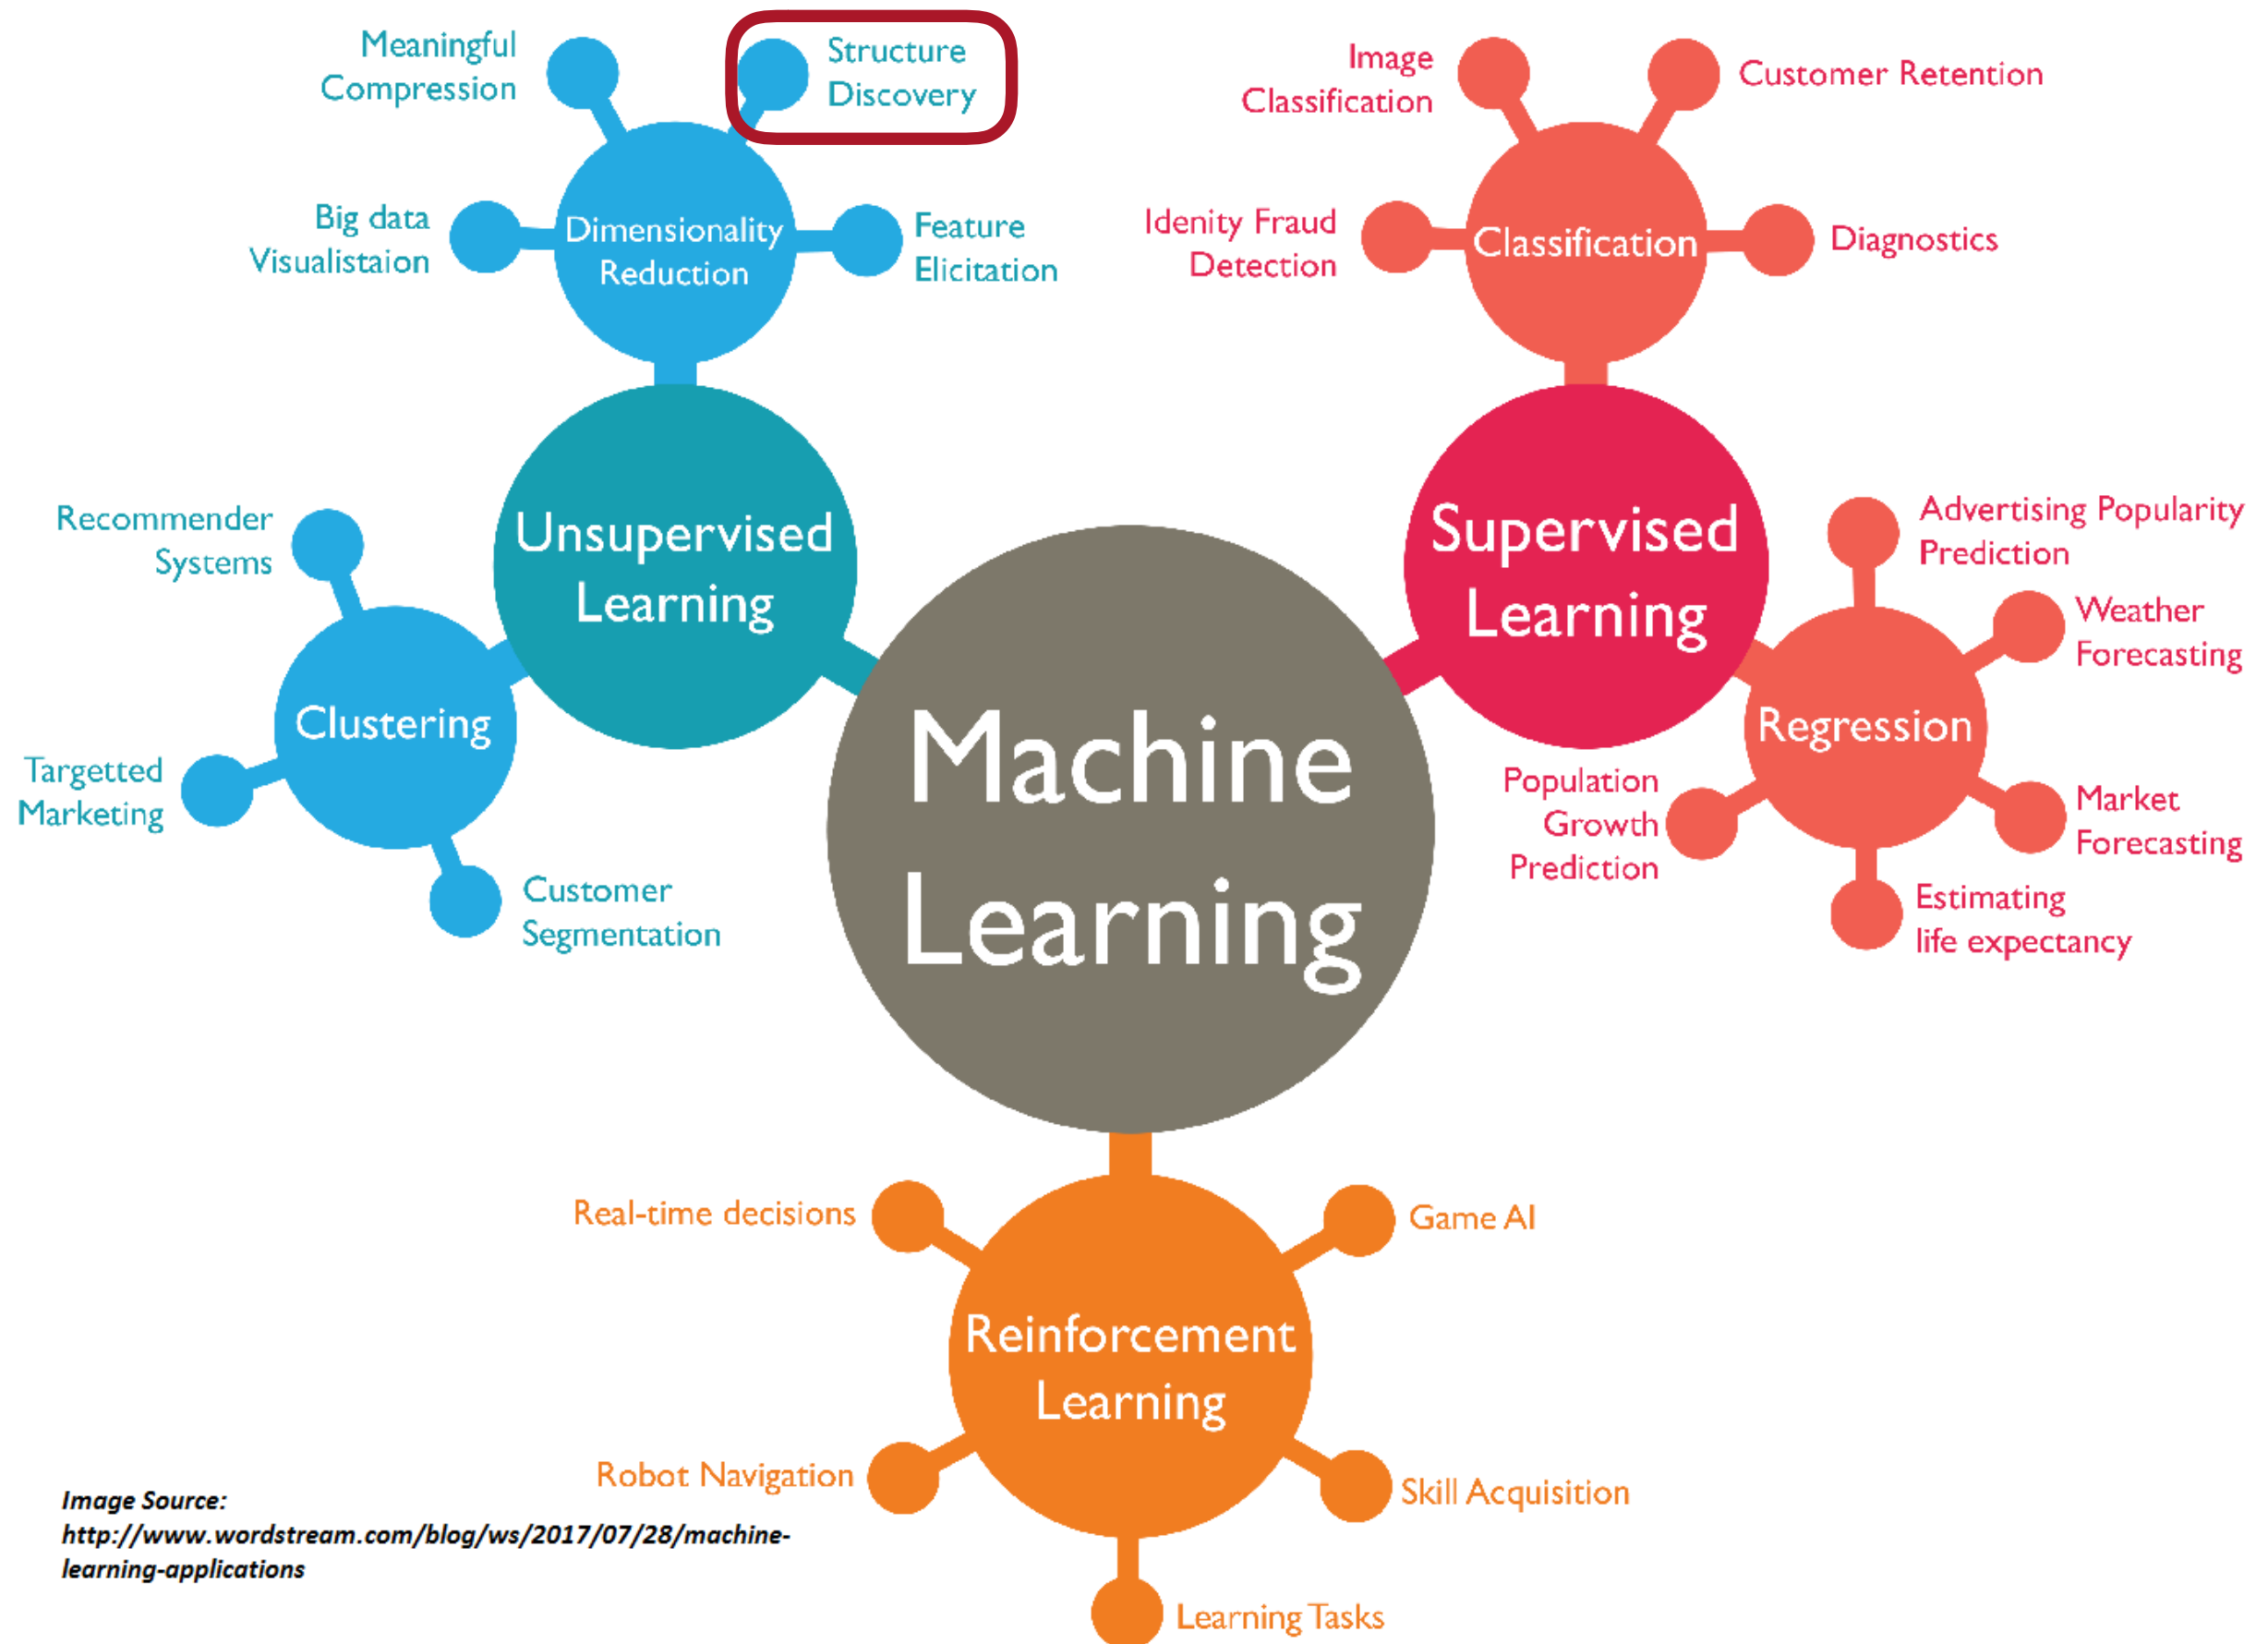 Meaningful
Compression
Structure
Discovery
Big data
Visualistaion
Dimensionality
Reduction
Feature
Elicitation
Image
Classification
Customer Retention
Idenity Fraud
Detection
Classification
Diagnostics
Recommender
Systems
Unsupervised
Learning
Clustering
Targetted
Marketing
Customer
Segmentation
Machine
Learning
Supervised
Learning
Advertising Popularity
Prediction
Weather
Forecasting
Regression
Population
Growth
Prediction
Market
Forecasting
Estimating
life expectancy
Real-time decisions
Game AI
Reinforcement
Learning
Robot Navigation
Skill Acquisition
Learning Tasks
Image Source:
http://www.wordstream.com/blog/ws/2017/07/28/machine-
learning-applications